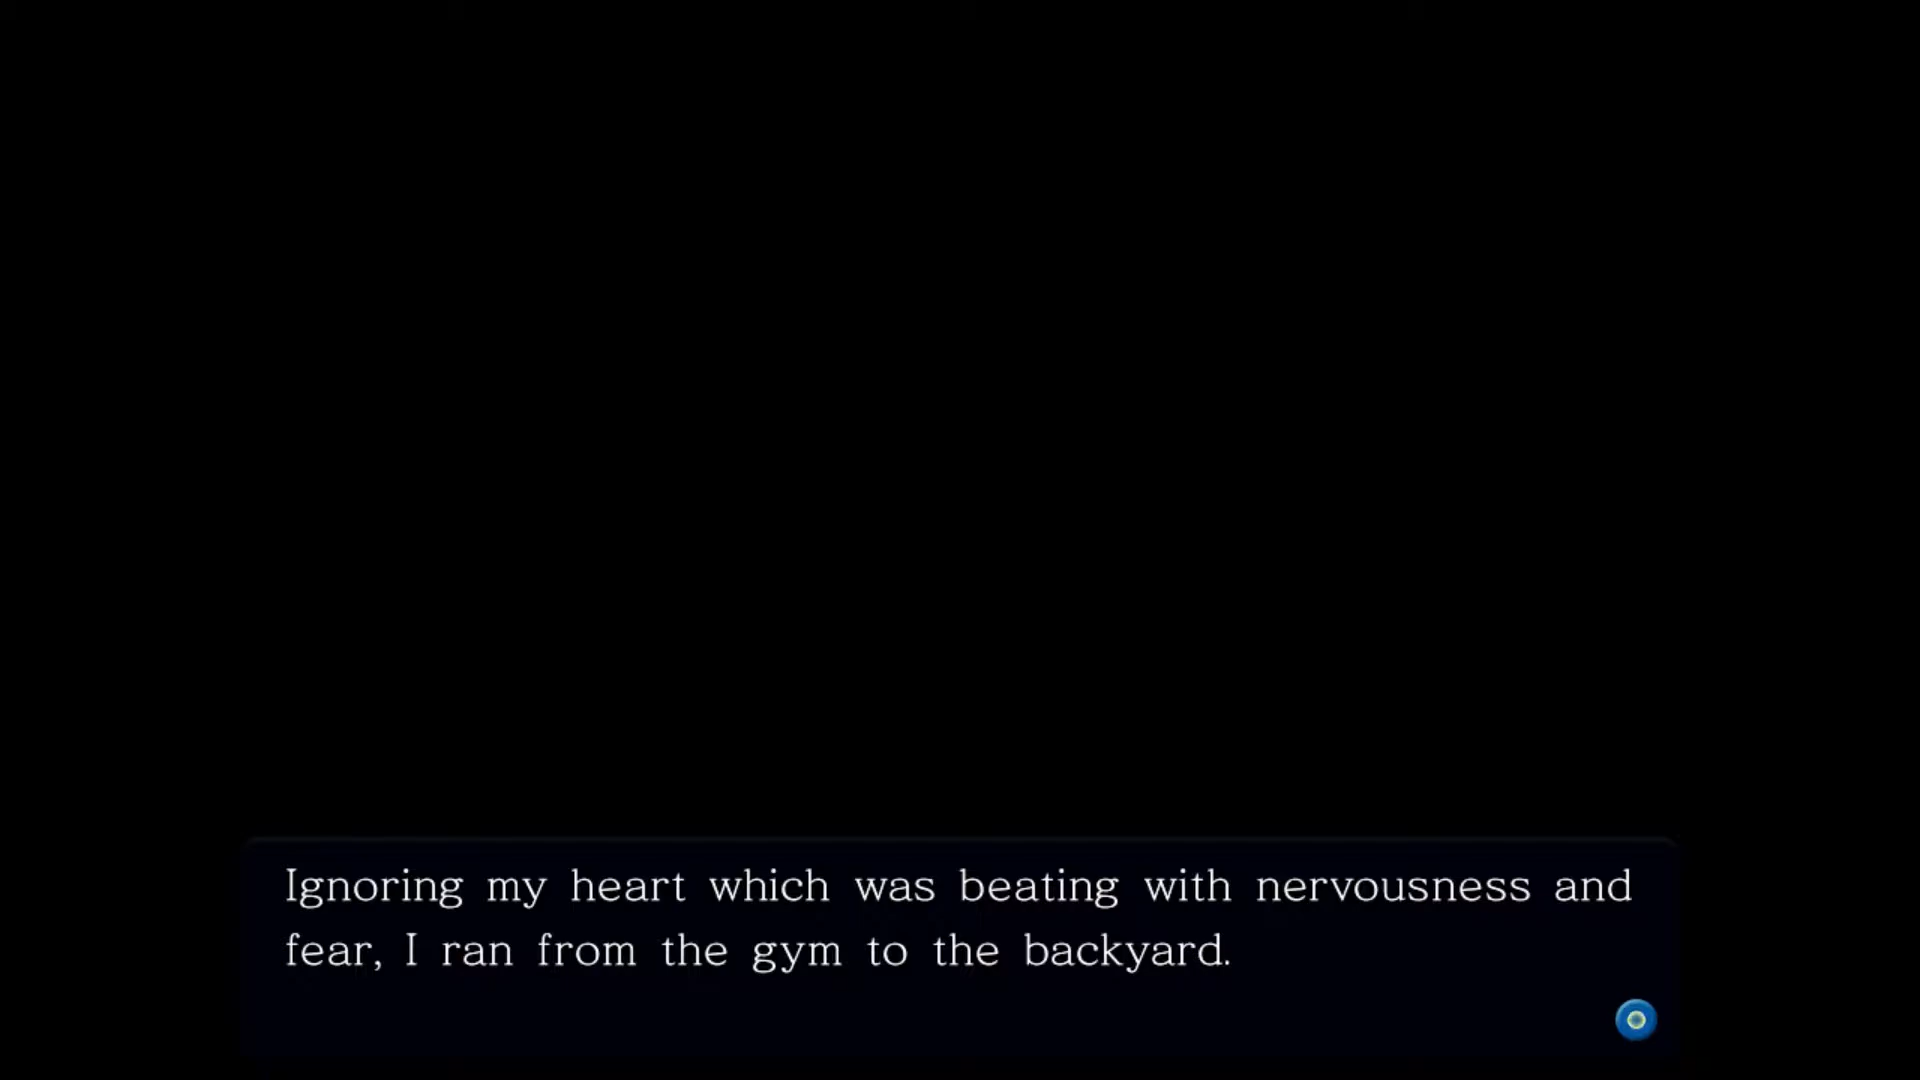 Ignoring my heart which was beating with nervousness and
fear, I ran from the gym to the backyard.